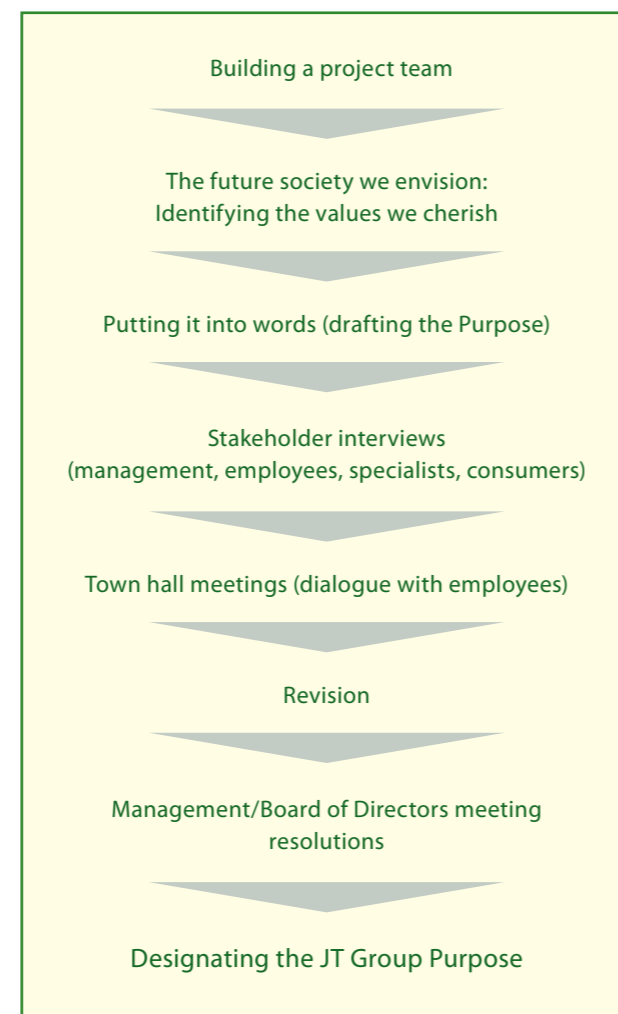 Building a project team
The future society we envision:
Identifying the values we cherish
Putting it into words (drafting the Purpose)
Stakeholder interviews
(management, employees, specialists, consumers)
Town hall meetings (dialogue with employees)
Revision
Management/Board of Directors meeting
resolutions
Designating the JT Group Purpose